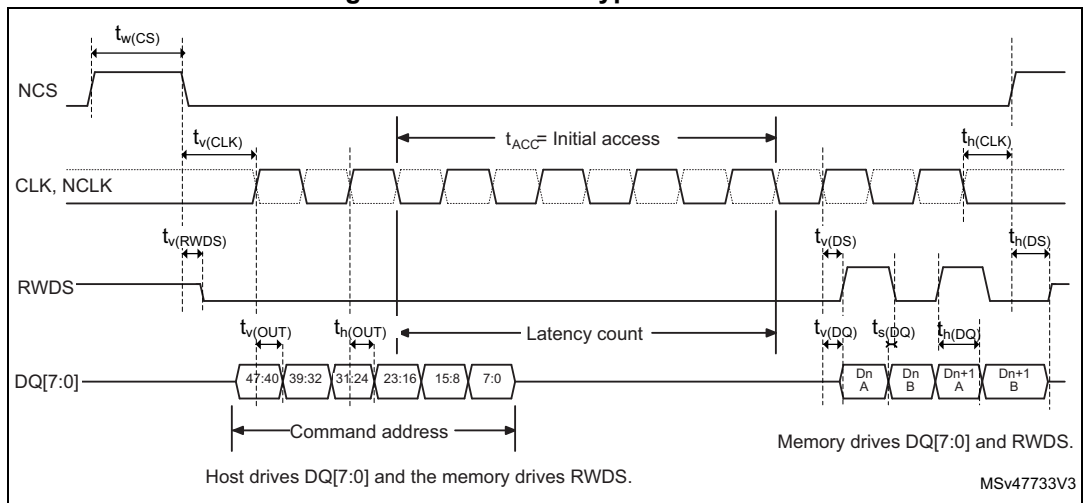 tw(CS)
NCS
tv(CLK)
tACC= Initial access
th(CLK)
CLK, NCLK
tv(RWDS)
tv(DS)
th(DS)
RWDS
tv(OUT)
th(OUT)
Latency count
tv(DQ)
ts(DQ)
th(DQ)
DQ[7:0]
47:40 39:32 31:24 23:16 15:8 7:0
Dn A
Dn B
Dn+1 A
Dn+1 B
Command address
Memory drives DQ[7:0] and RWDS.
Host drives DQ[7:0] and the memory drives RWDS.
MSv47733V3